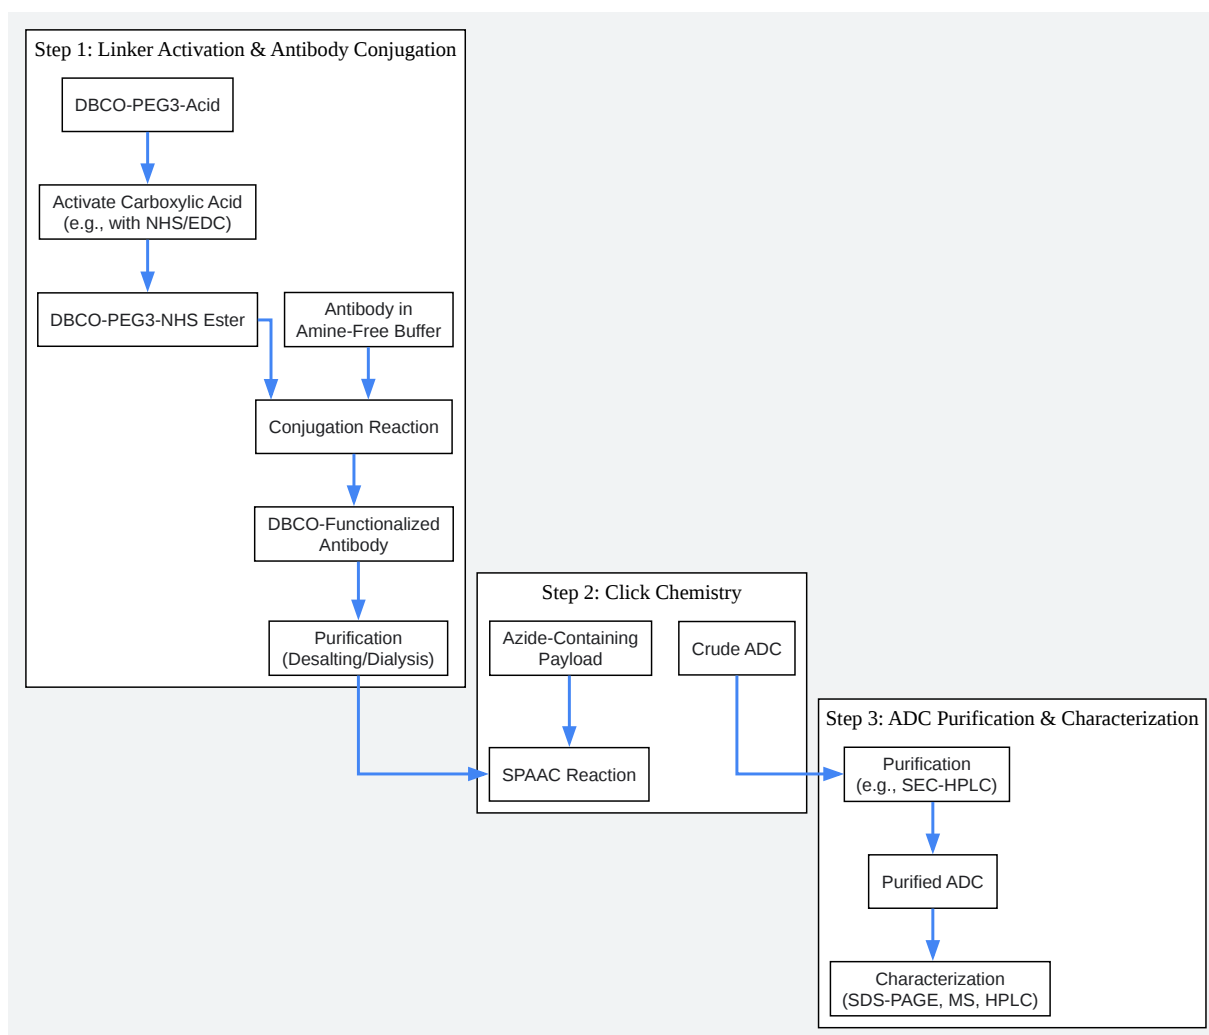 Step 1: Linker Activation & Antibody Conjugation
DBCO-PEG3-Acid
Activate Carboxylic Acid
(e.g., with NHS/EDC)
DBCO-PEG3-NHS Ester
Antibody in
Amine-Free Buffer
Conjugation Reaction
DBCO-Functionalized
Antibody
Purification
(Desalting/Dialysis)
Step 2: Click Chemistry
Azide-Containing
Payload
Crude ADC
SPAAC Reaction
Step 3: ADC Purification & Characterization
Purification
(e.g., SEC-HPLC)
Purified ADC
Characterization
(SDS-PAGE, MS, HPLC)